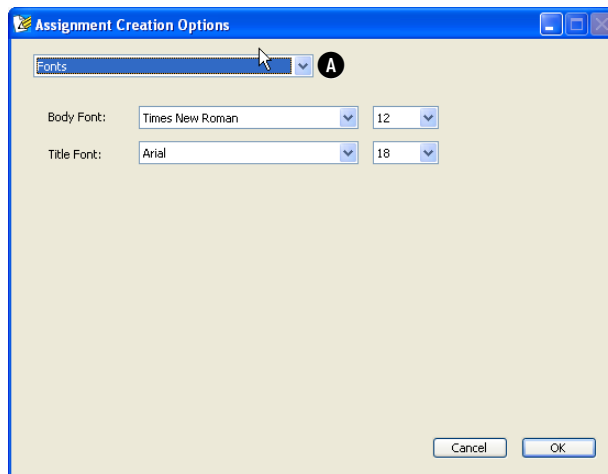 Assignment Creation Options
Fonts
A
Body Font: Times New Roman 12
Title Font: Arial 18
Cancel OK